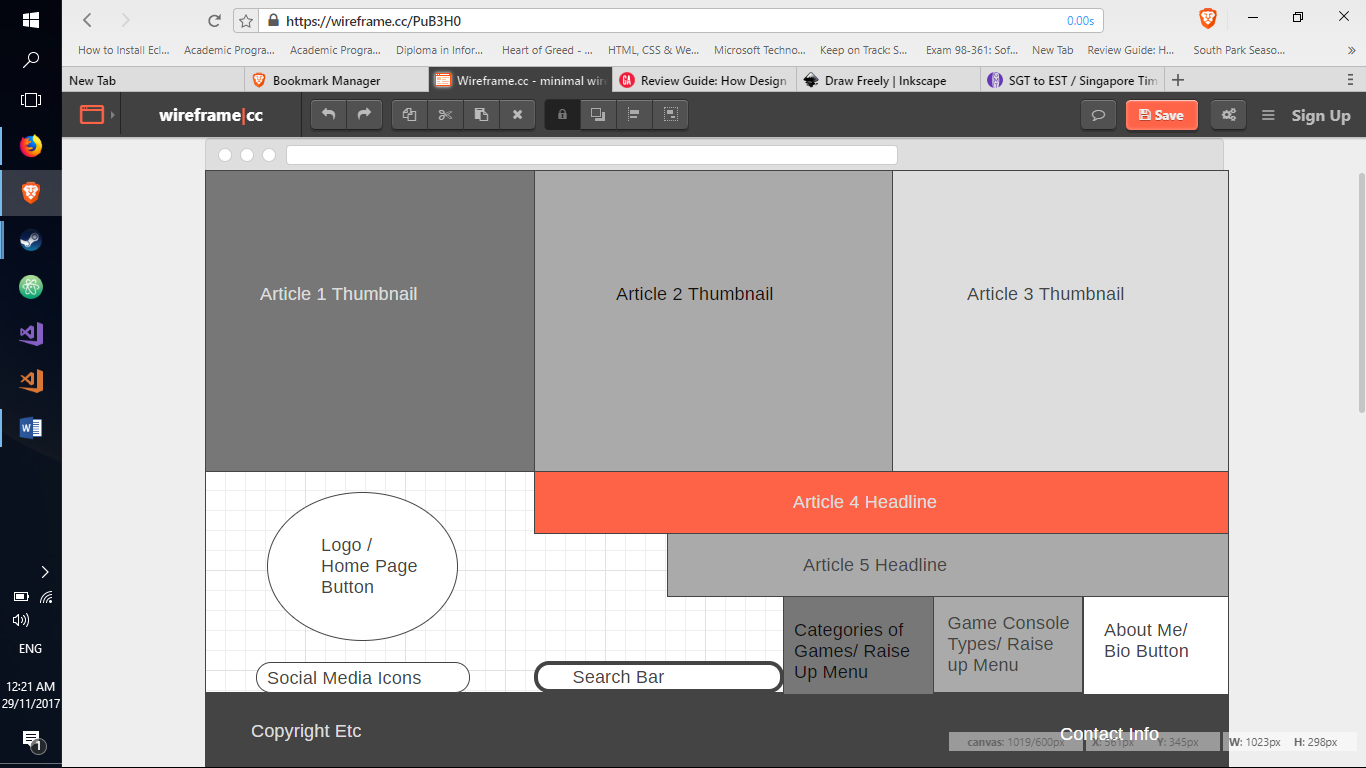 https://wireframe.cc/PuB3H0
0.00s
How to Install Ecl...
Academic Progra...
Academic Progra...
Diploma in Infor...
Heart of Greed - ...
HTML, CSS & We...
Microsoft Techno...
Keep on Track: S...
Exam 98-361: Sof...
New Tab
Review Guide: H...
South Park Seaso...
New Tab
Bookmark Manager
Wireframe.cc - minimal wir
GA
Review Guide: How Design
Draw Freely | Inkscape
SGT to EST / Singapore Tim
wireframe|cc
Save
Sign Up
Article 1 Thumbnail
Article 2 Thumbnail
Article 3 Thumbnail
Article 4 Headline
Article 5 Headline
Logo /
Home Page
Button
Social Media Icons
Search Bar
Categories of
Games/ Raise
Up Menu
Game Console
Types/ Raise
up Menu
About Me/
Bio Button
Copyright Etc
Contact Info
canvas: 1019/600px
X: 561px
Y: 345px
W: 1023px
H: 298px
ENG
12:21 AM
29/11/2017
1